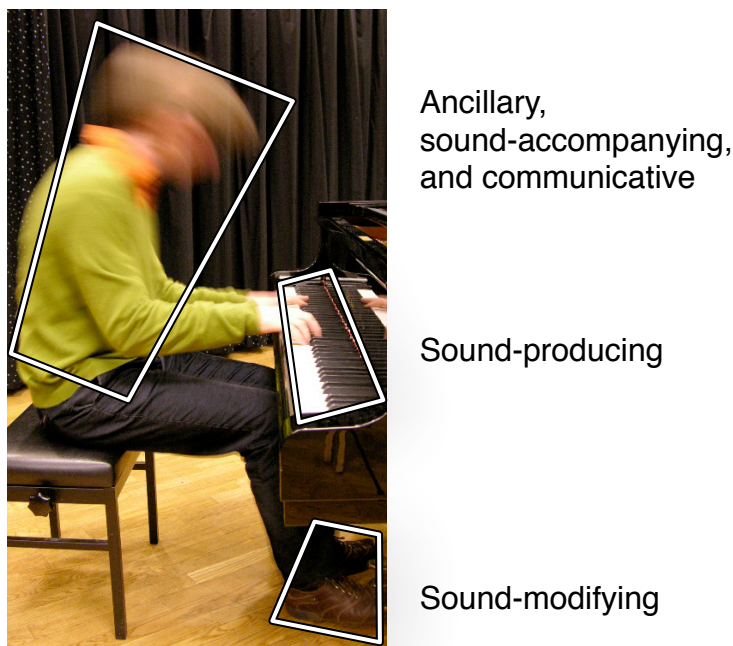 Ancillary,
sound-accompanying,
and communicative
Sound-producing
Sound-modifying